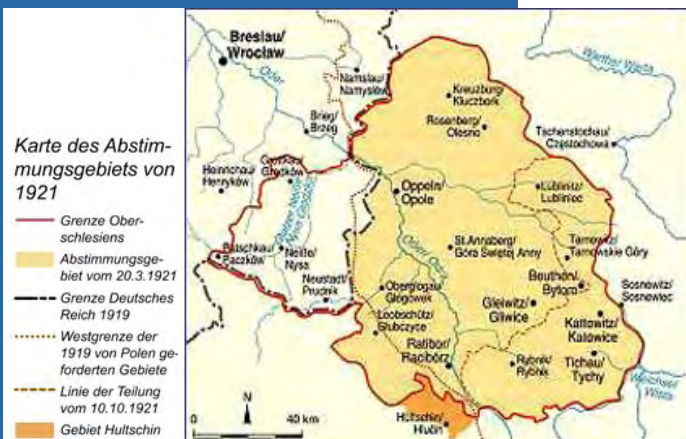 Karte des Abstim-
mungsgebiets von
1921
Grenze Ober-
schlesiens
Abstimmungsge-
biet vom 20.3.1921
Grenze Deutsches
Reich 1919
Westgrenze der
1919 von Polen ge-
forderten Gebiete
Linie der Teilung
vom 10.10.1921
Gebiet Hultschin
Breslau/
Wrocław
Oder
Namslau/
Namysłów
Brieg/
Brzeg
Kreuzburg/
Kluczbork
Rosenberg/
Olesno
Warthe/ Warta
Tschenstochau/
Częstochowa
Heinrichau/
Henryków
Grottkau/
Grodków
Oppeln/
Opole
Lublinitz/
Lubliniec
Patschkau/
Paczków
Neiße/
Nysa
Neustadt/
Prudnik
St. Annaberg/
Góra Świętej Anny
Tarnowitz/
Tarnowskie Góry
Oberglogau/
Głogówek
Oder/ Odra
Beuthen/
Bytom
Gleiwitz/
Gliwice
Sosnowitz/
Sosnowiec
Leobschütz/
Głubczyce
Kattowitz/
Katowice
Ratibor/
Racibórz
Rybnik/
Rybnik
Tichau/
Tychy
Weichsel/
Wisła
Hultschin/
Hlučín
N
0 40 km